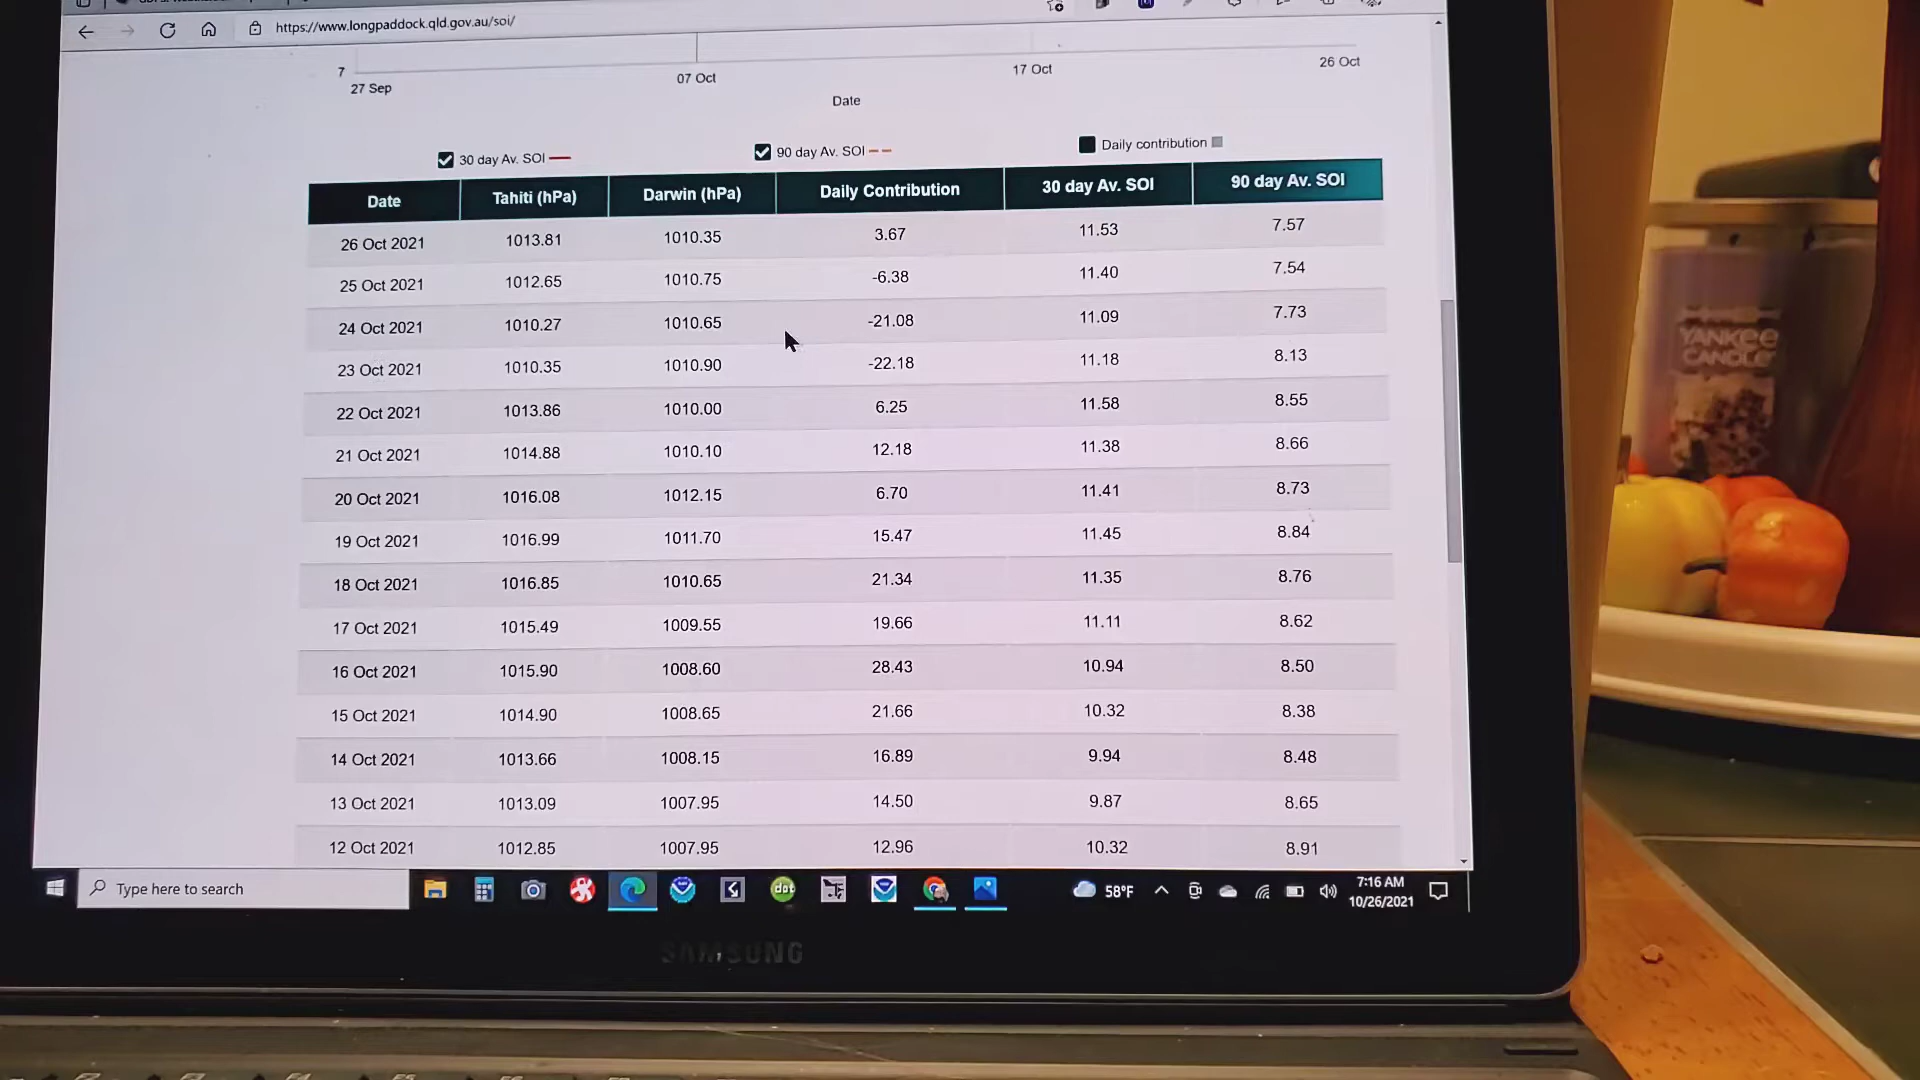 https://www.longpaddock.qld.gov.au/soi/
7
27 Sep 07 Oct 17 Oct 26 Oct
Date
30 day Av. SOI 90 day Av. SOI Daily contribution
Date Tahiti (hPa) Darwin (hPa) Daily Contribution 30 day Av. SOI 90 day Av. SOI
26 Oct 2021 1013.81 1010.35 3.67 11.53 7.57
25 Oct 2021 1012.65 1010.75 -6.38 11.40 7.54
24 Oct 2021 1010.27 1010.65 -21.08 11.09 7.73
23 Oct 2021 1010.35 1010.90 -22.18 11.18 8.13
22 Oct 2021 1013.86 1010.00 6.25 11.58 8.55
21 Oct 2021 1014.88 1010.10 12.18 11.38 8.66
20 Oct 2021 1016.08 1012.15 6.70 11.41 8.73
19 Oct 2021 1016.99 1011.70 15.47 11.45 8.84
18 Oct 2021 1016.85 1010.65 21.34 11.35 8.76
17 Oct 2021 1015.49 1009.55 19.66 11.11 8.62
16 Oct 2021 1015.90 1008.60 28.43 10.94 8.50
15 Oct 2021 1014.90 1008.65 21.66 10.32 8.38
14 Oct 2021 1013.66 1008.15 16.89 9.94 8.48
13 Oct 2021 1013.09 1007.95 14.50 9.87 8.65
12 Oct 2021 1012.85 1007.95 12.96 10.32 8.91
Type here to search
dot
58°F
7:16 AM
10/26/2021
SAMSUNG
YANKEE
CANDLE